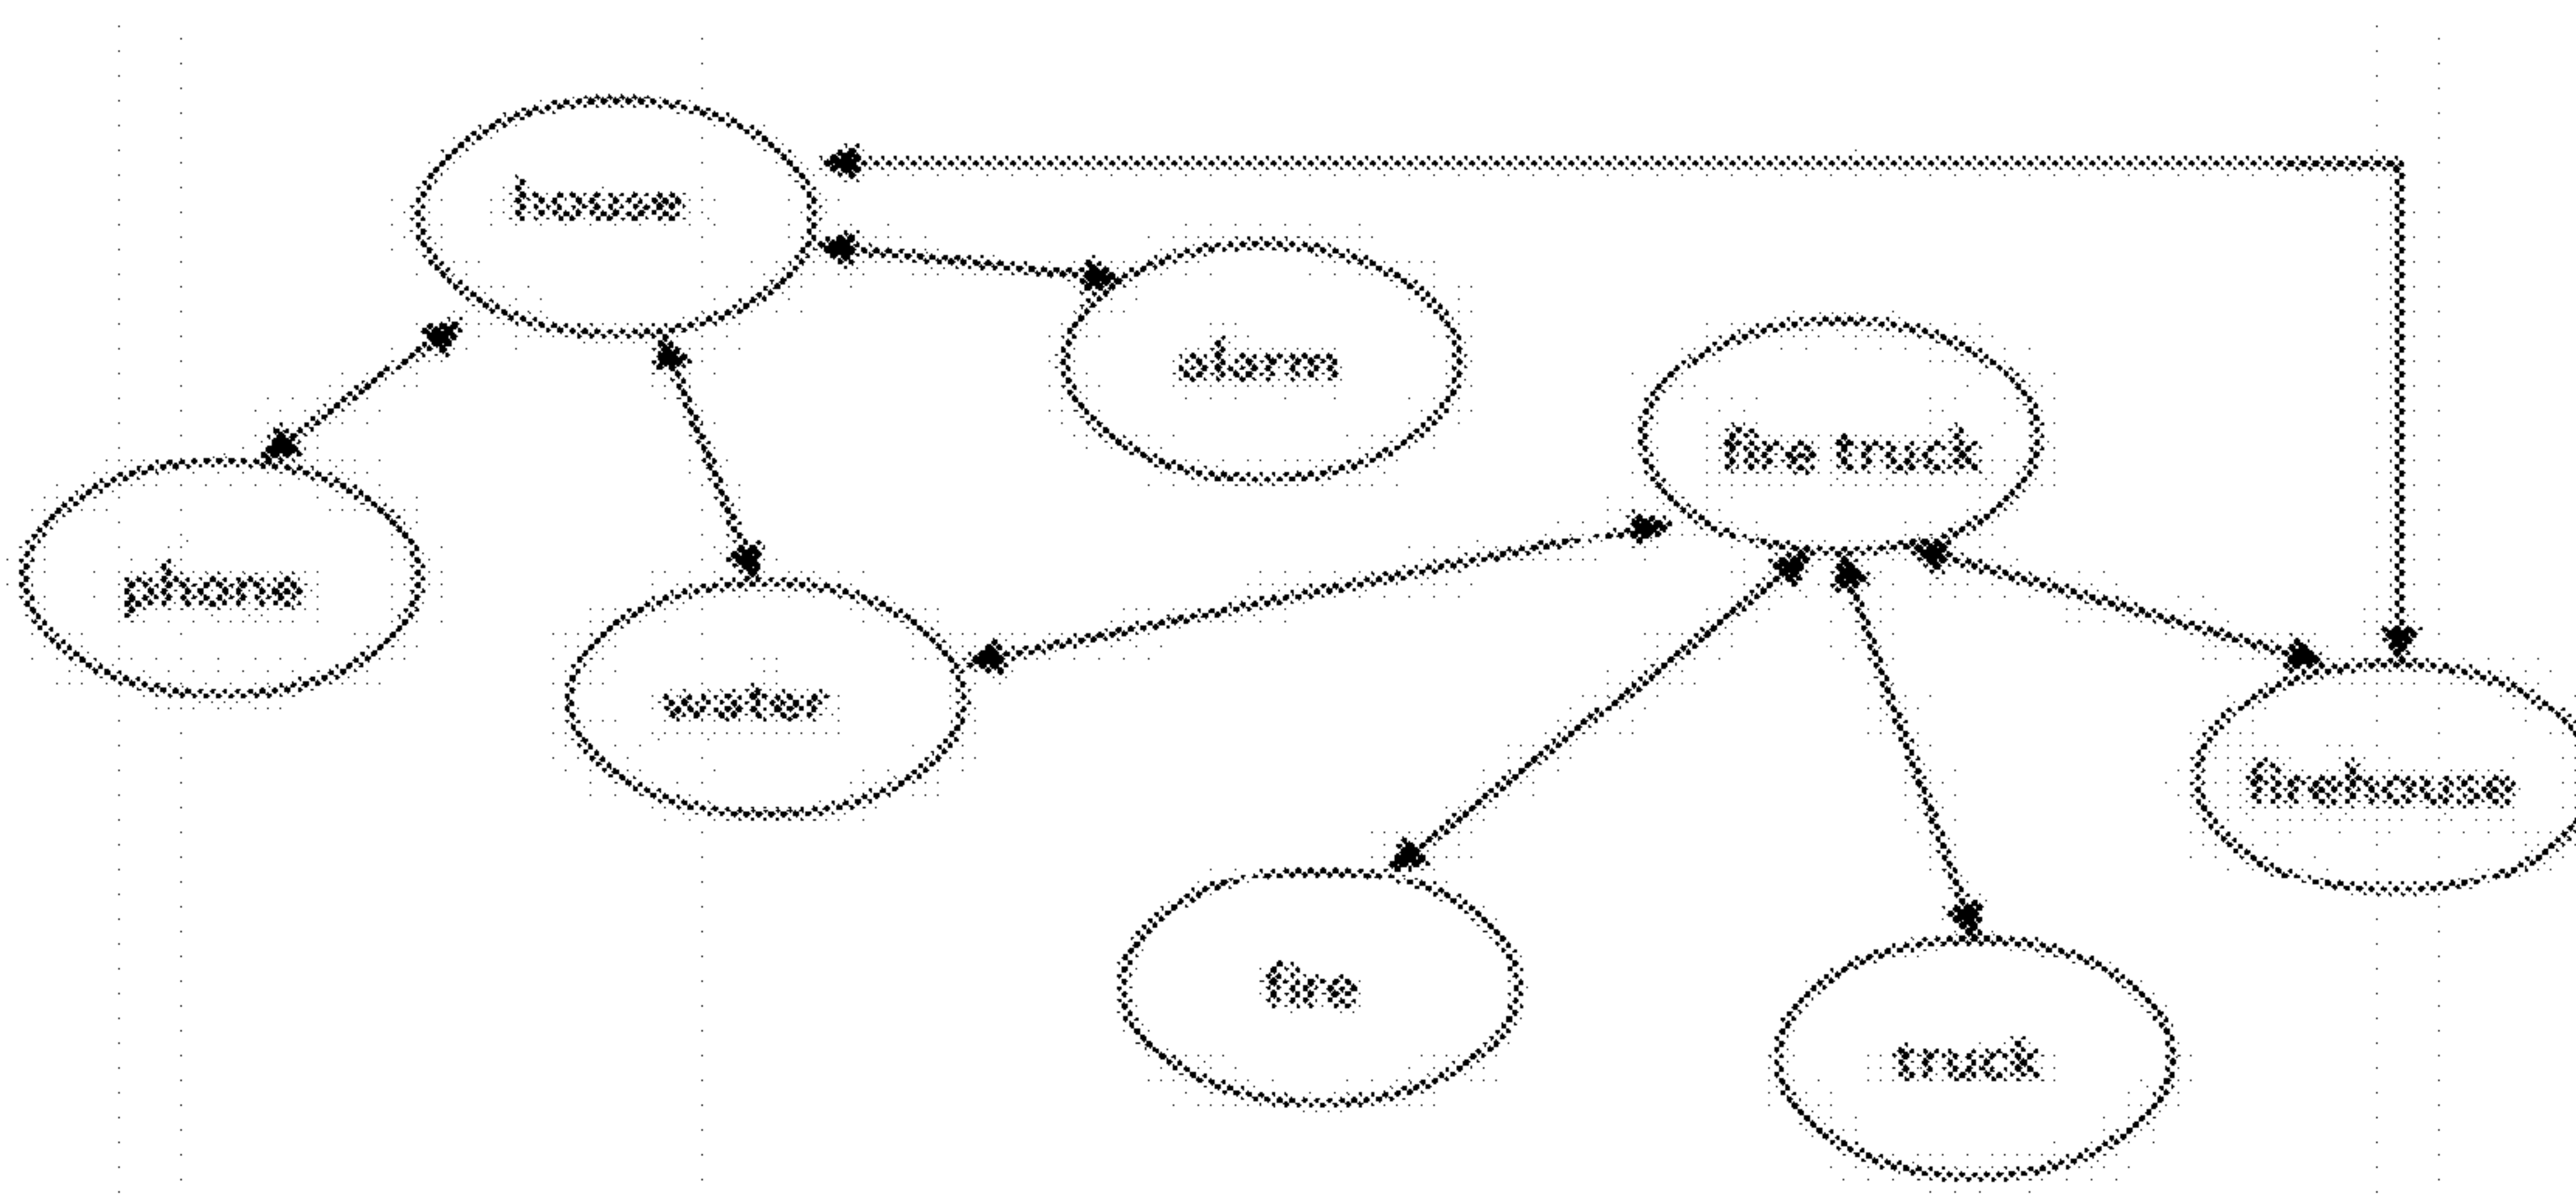 house
alarm
fire truck
phone
water
firehouse
fire
truck